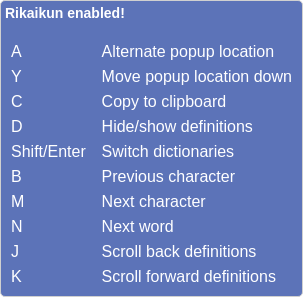 Rikaikun enabled!
A Alternate popup location
Y Move popup location down
C Copy to clipboard
D Hide/show definitions
Shift/Enter Switch dictionaries
B Previous character
M Next character
N Next word
J Scroll back definitions
K Scroll forward definitions